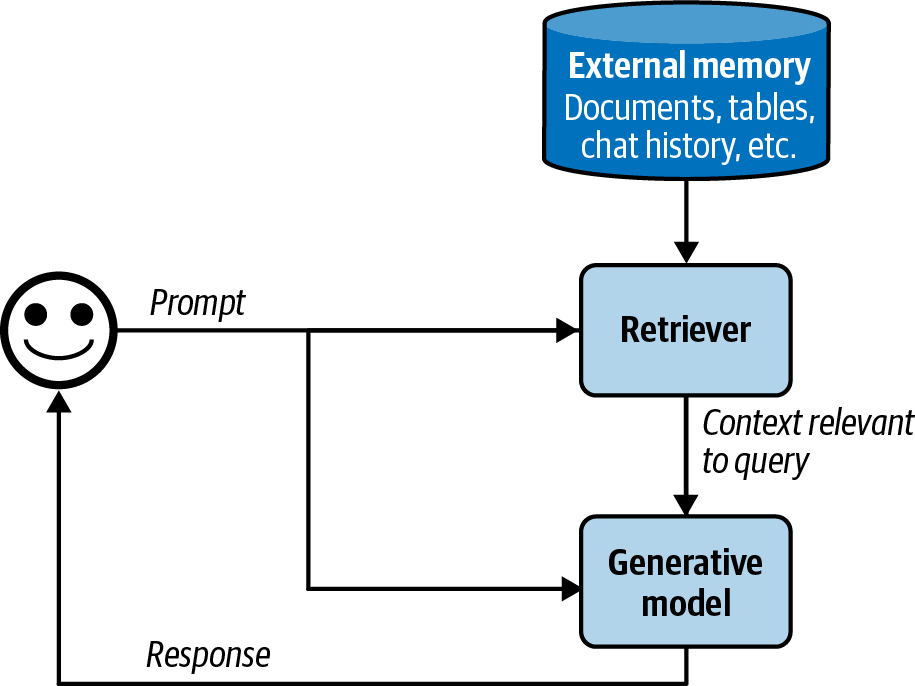 External memory
Documents, tables,
chat history, etc.
Prompt
Retriever
Context relevant
to query
Generative
model
Response